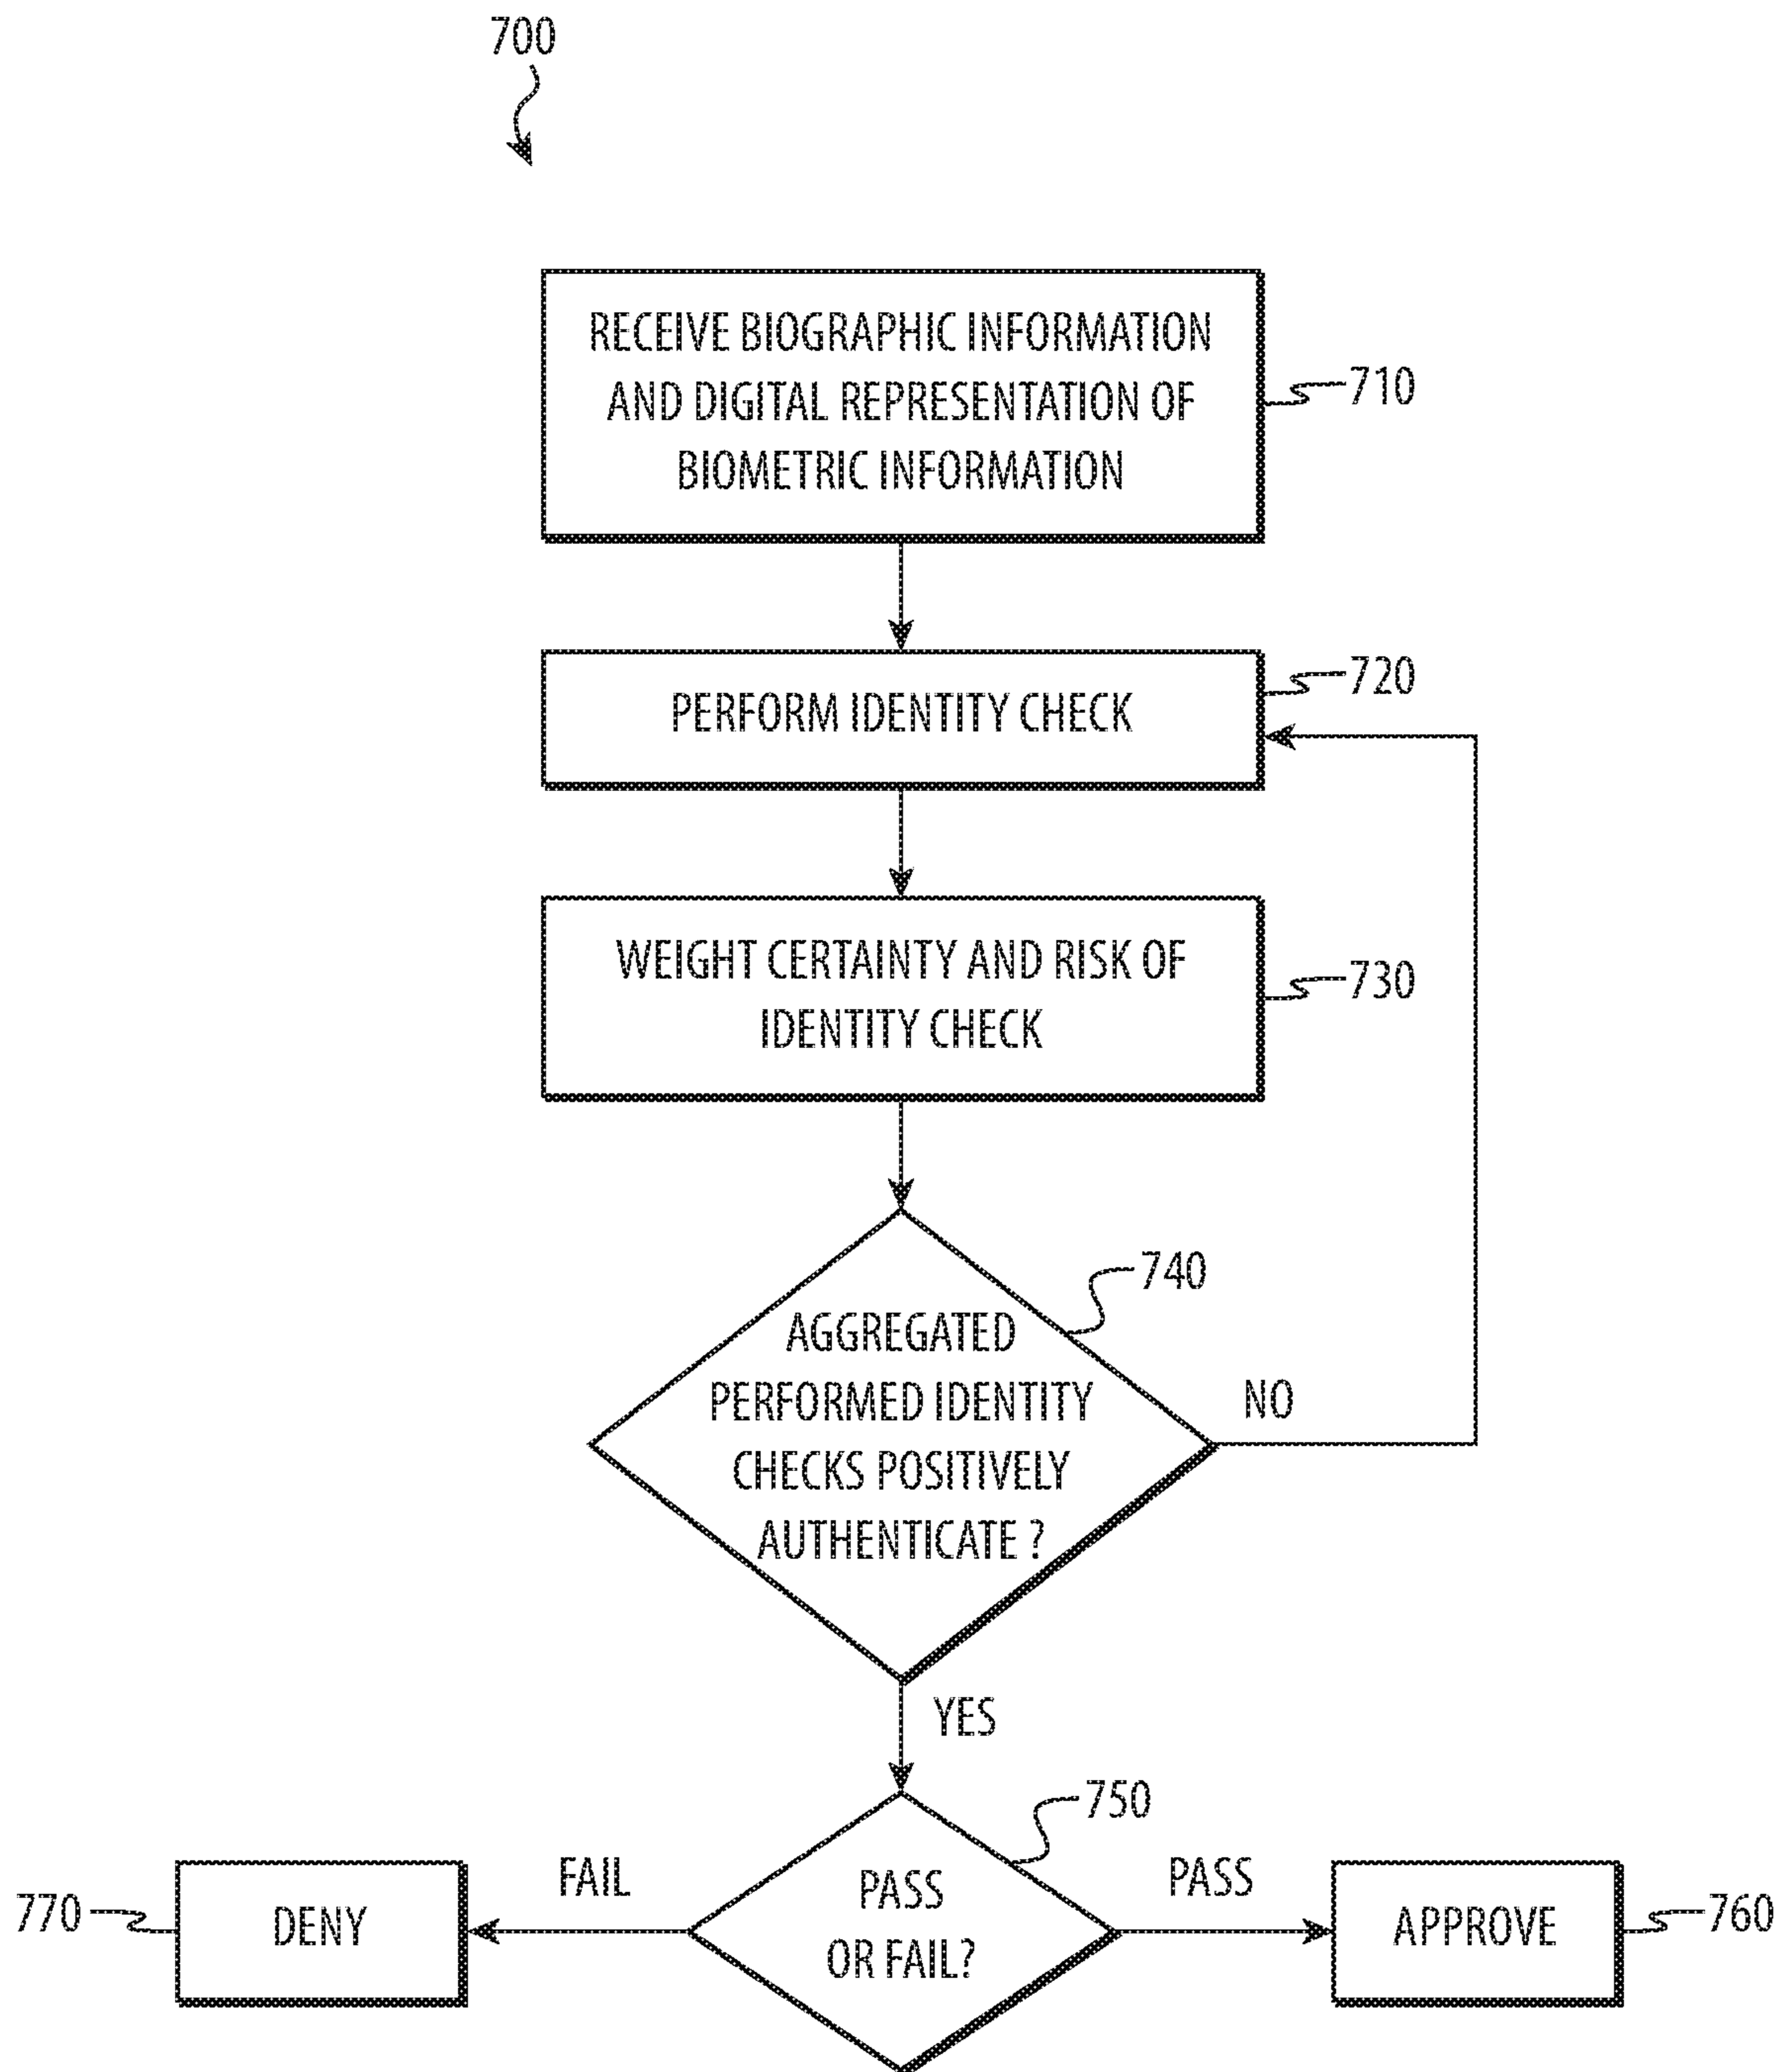 700
RECEIVE BIOGRAPHIC INFORMATION
AND DIGITAL REPRESENTATION OF
BIOMETRIC INFORMATION
710
PERFORM IDENTITY CHECK
720
WEIGHT CERTAINTY AND RISK OF
IDENTITY CHECK
730
740
AGGREGATED
PERFORMED IDENTITY
CHECKS POSITIVELY
AUTHENTICATE ?
NO
YES
750
PASS
OR FAIL?
FAIL
PASS
770
DENY
APPROVE
760